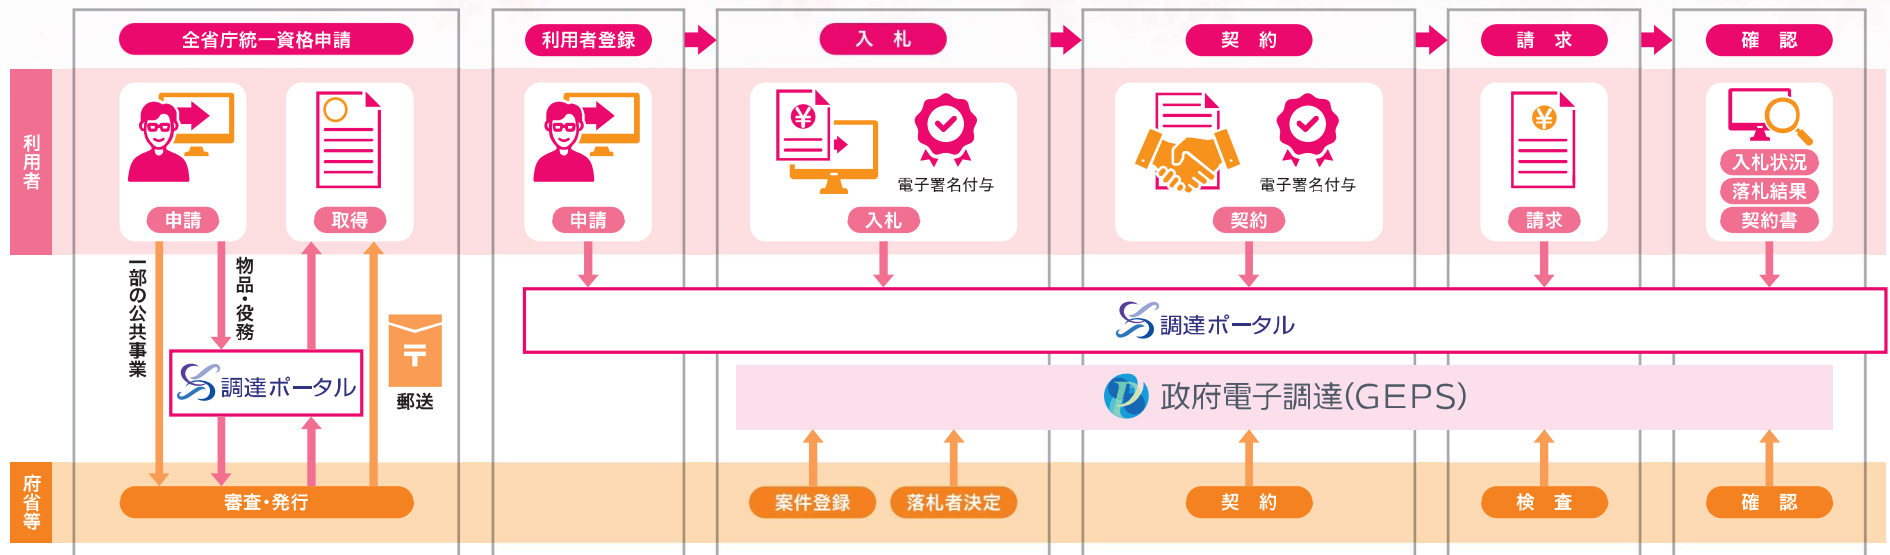 全省庁統一資格申請
利用者登録
入 札
契 約
請 求
確 認
利用者
申請
取得
申請
電子署名付与
入札
電子署名付与
契約
¥
¥
請求
入札状況
落札結果
契約書
一部の公共事業
物品・役務
〒
郵送
調達ポータル
調達ポータル
政府電子調達(GEPS)
府省等
審査・発行
案件登録
落札者決定
契 約
検 査
確 認